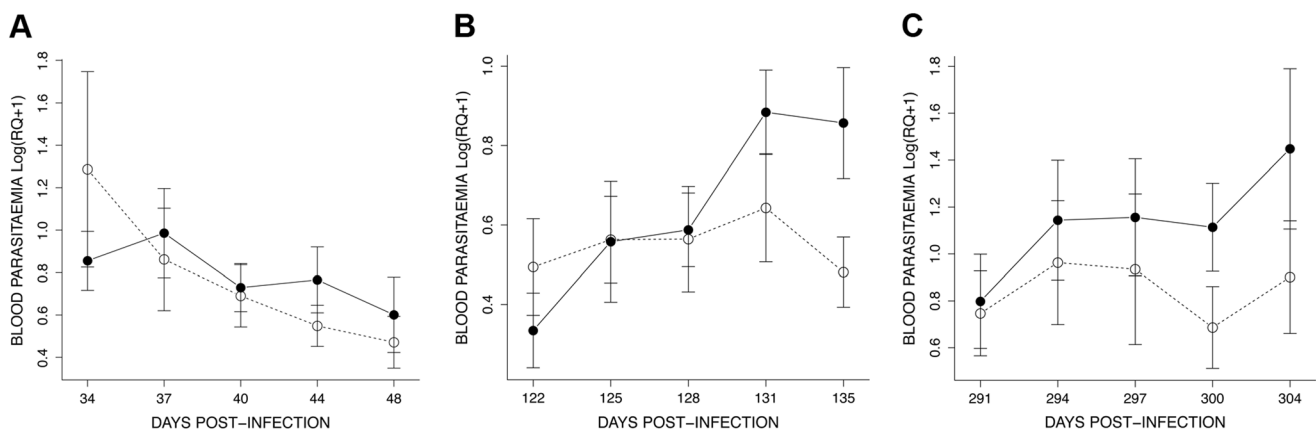 A
BLOOD PARASITAEMIA Log(RQ+1)
1.8
1.6
1.4
1.2
1.0
0.8
0.6
0.4
34 37 40 44 48
DAYS POST−INFECTION
B
BLOOD PARASITAEMIA Log(RQ+1)
1.0
0.8
0.6
0.4
122 125 128 131 135
DAYS POST−INFECTION
C
BLOOD PARASITAEMIA Log(RQ+1)
1.8
1.6
1.4
1.2
1.0
0.8
0.6
291 294 297 300 304
DAYS POST−INFECTION